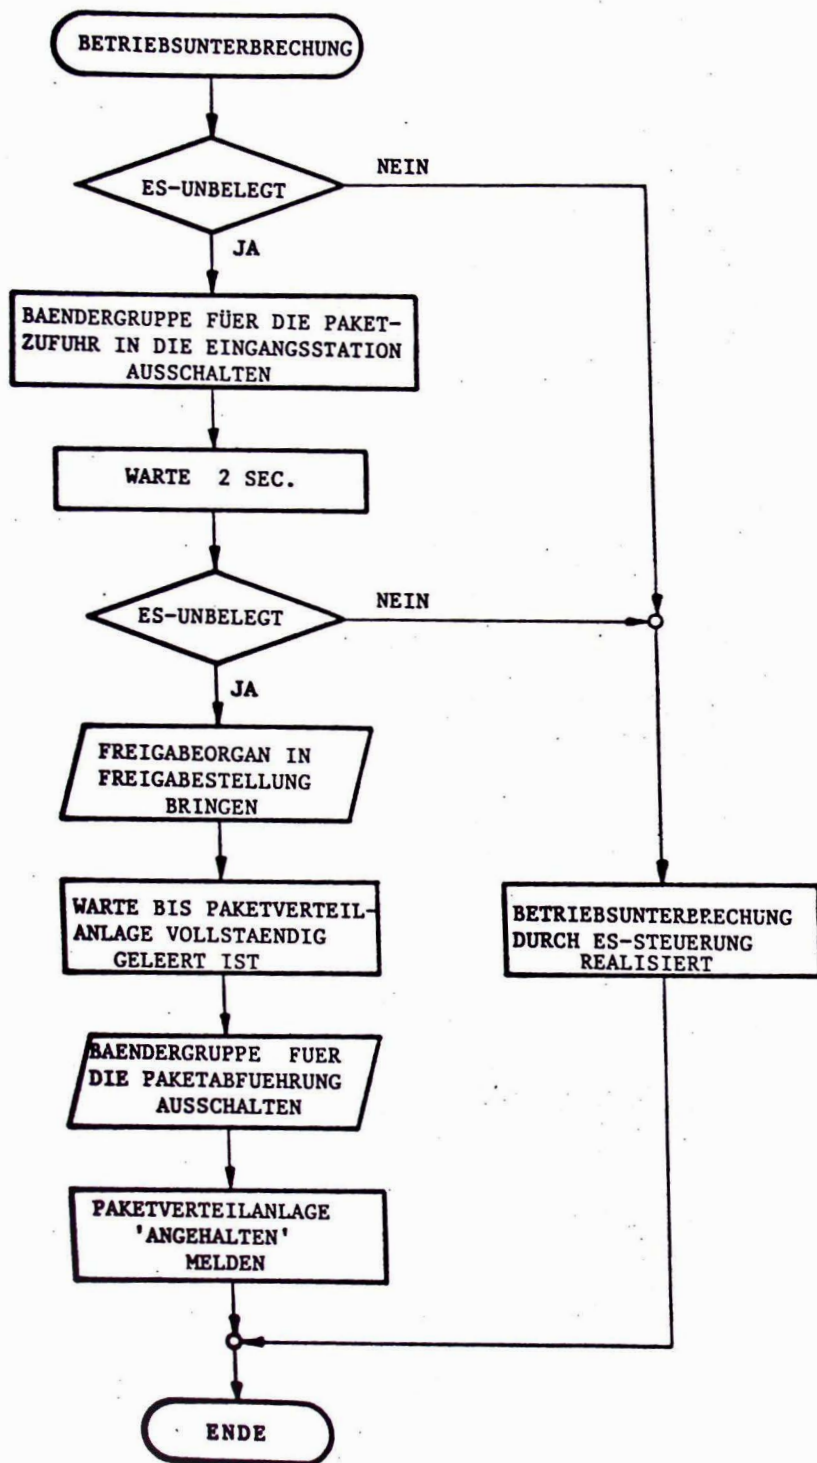 BETRIEBSUNTERBRECHUNG
ES-UNBELEGT
NEIN
JA
BAENDERGRUPPE FÜER DIE PAKET-
ZUFUHR IN DIE EINGANGSSTATION
AUSSCHALTEN
WARTE 2 SEC.
ES-UNBELEGT
NEIN
JA
FREIGABEORGAN IN
FREIGABESTELLUNG
BRINGEN
WARTE BIS PAKETVERTEIL-
ANLAGE VOLLSTAENDIG
GELEERT IST
BETRIEBSUNTERBRECHUNG
DURCH ES-STEUERUNG
REALISIERT
BAENDERGRUPPE FUER
DIE PAKETABFUEHRUNG
AUSSCHALTEN
PAKETVERTEILANLAGE
'ANGEHALTEN'
MELDEN
ENDE